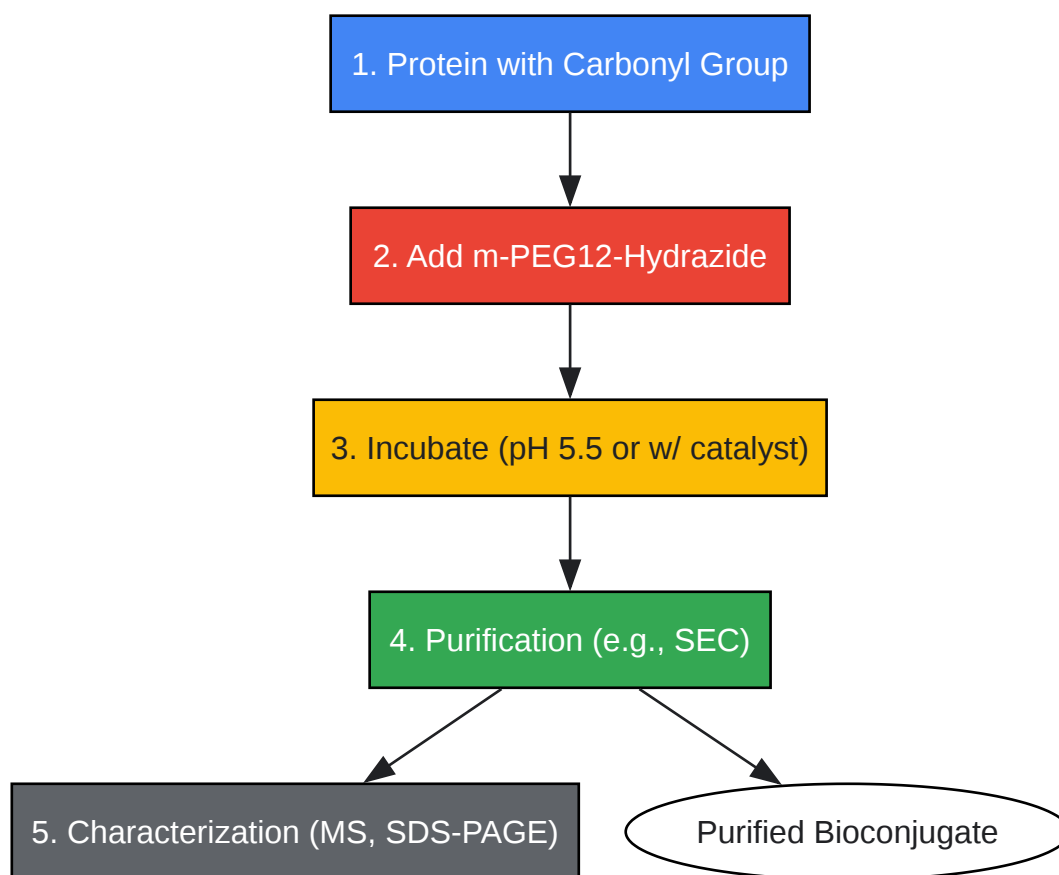 1. Protein with Carbonyl Group
2. Add m-PEG12-Hydrazide
3. Incubate (pH 5.5 or w/ catalyst)
4. Purification (e.g., SEC)
5. Characterization (MS, SDS-PAGE)
Purified Bioconjugate